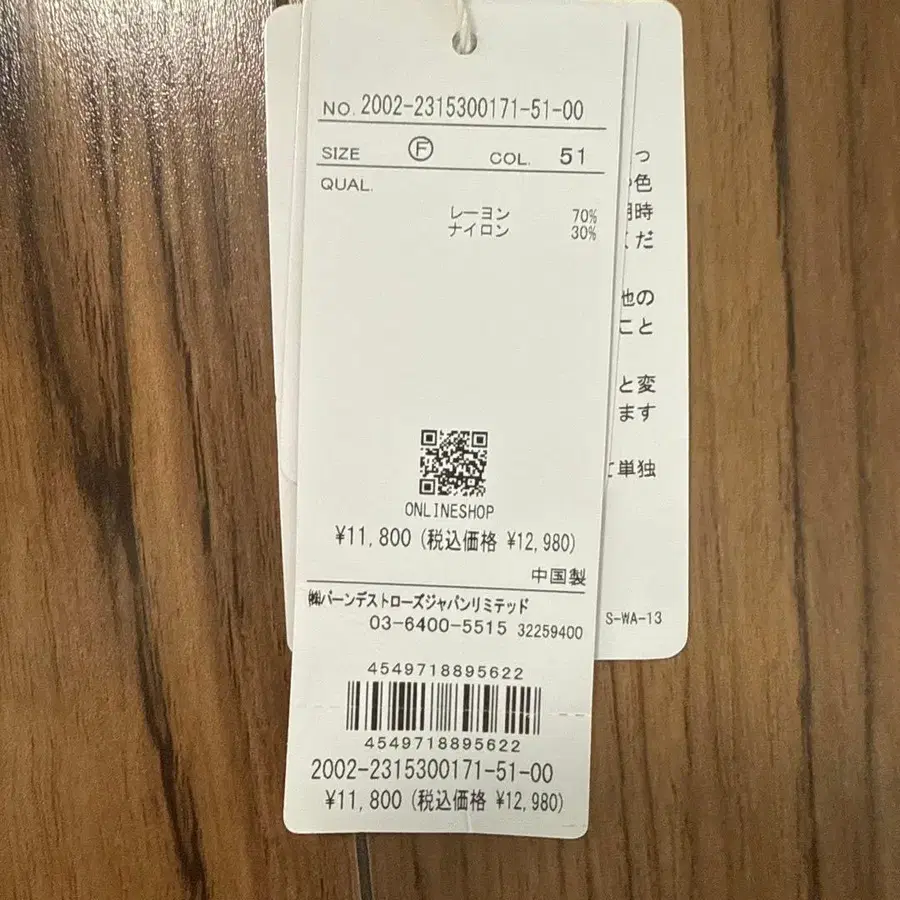 NO. 2002-2315300171-51-00
SIZE Ⓕ COL. 51
QUAL.
レーヨン 70%
ナイロン 30%
ONLINESHOP
¥11,800 (税込価格 ¥12,980)
中国製
㈱バーンデストローズジャパンリミテッド
03-6400-5515 32259400
4549718895622
4549718895622
2002-2315300171-51-00
¥11,800 (税込価格 ¥12,980)
っ
色
時
だ
他の
こと
と変
ます
単独
S-WA-13